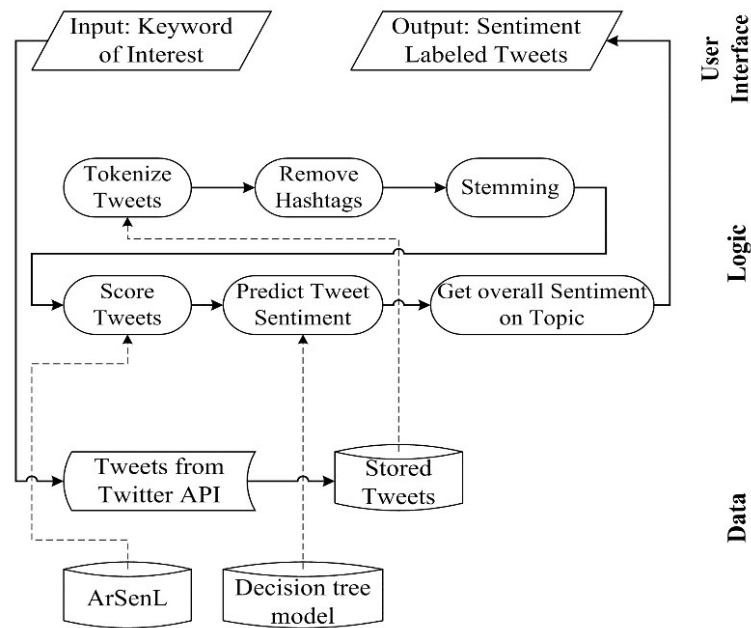 Input: Keyword
of Interest
Output: Sentiment
Labeled Tweets
User
Interface
Tokenize
Tweets
Remove
Hashtags
Stemming
Logic
Score
Tweets
Predict Tweet
Sentiment
Get overall Sentiment
on Topic
Tweets from
Twitter API
Stored
Tweets
Data
ArSenL
Decision tree
model